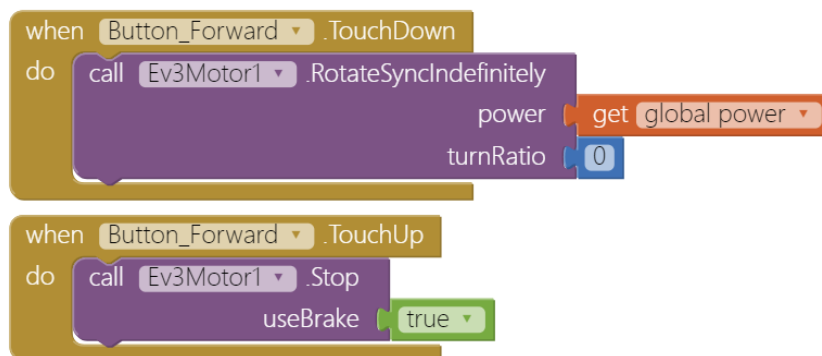 when Button_Forward .TouchDown
do call Ev3Motor1 .RotateSyncIndefinitely
power get global power
turnRatio 0
when Button_Forward .TouchUp
do call Ev3Motor1 .Stop
useBrake true